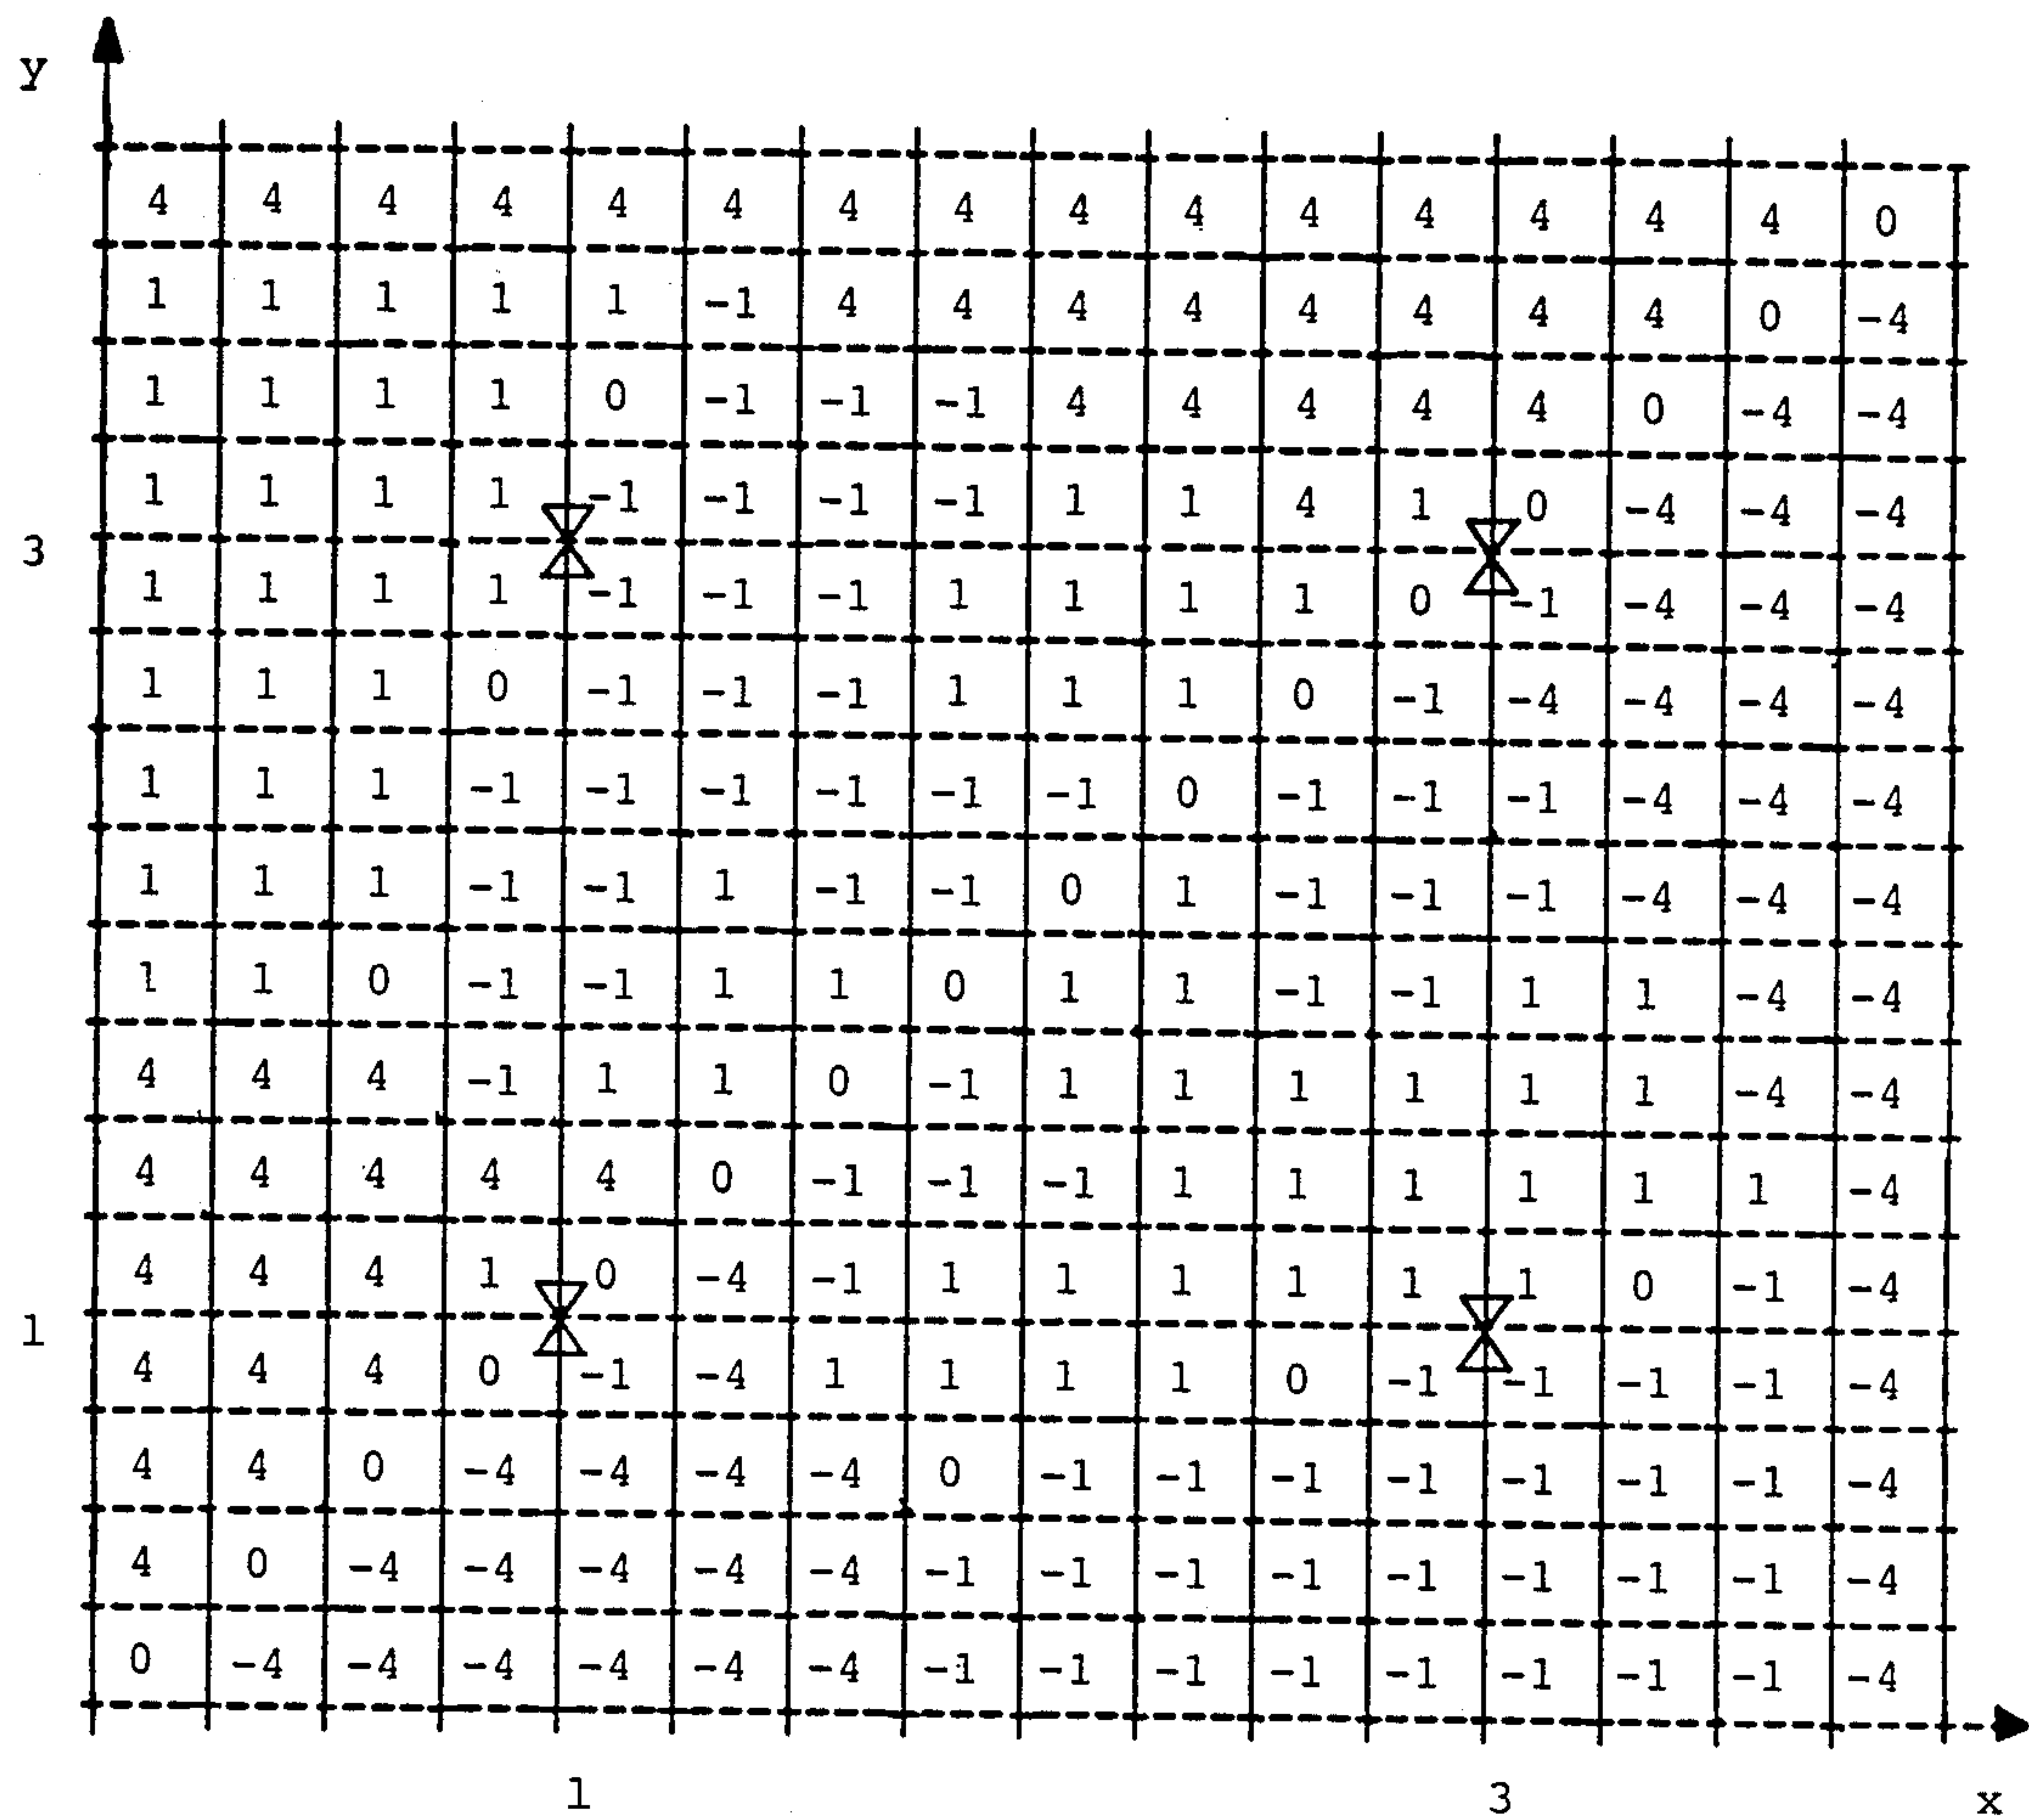 y
4 4 4 4 4 4 4 4 4 4 4 4 4 4 4 0
1 1 1 1 1 -1 4 4 4 4 4 4 4 4 0 -4
1 1 1 1 0 -1 -1 -1 4 4 4 4 4 0 -4 -4
1 1 1 1 -1 -1 -1 -1 1 1 4 1 0 -4 -4 -4
3
1 1 1 1 -1 -1 -1 1 1 1 1 0 -1 -4 -4 -4
1 1 1 0 -1 -1 -1 1 1 1 0 -1 -4 -4 -4 -4
1 1 1 -1 -1 -1 -1 -1 -1 0 -1 -1 -1 -4 -4 -4
1 1 1 -1 -1 1 -1 -1 0 1 -1 -1 -1 -4 -4 -4
1 1 0 -1 -1 1 1 0 1 1 -1 -1 1 1 -4 -4
4 4 4 -1 1 1 0 -1 1 1 1 1 1 1 -4 -4
4 4 4 4 4 0 -1 -1 -1 1 1 1 1 1 1 -4
4 4 4 1 0 -4 -1 1 1 1 1 1 1 0 -1 -4
1
4 4 4 0 -1 -4 1 1 1 1 0 -1 -1 -1 -1 -4
4 4 0 -4 -4 -4 -4 0 -1 -1 -1 -1 -1 -1 -1 -4
4 0 -4 -4 -4 -4 -4 -1 -1 -1 -1 -1 -1 -1 -1 -4
0 -4 -4 -4 -4 -4 -4 -1 -1 -1 -1 -1 -1 -1 -1 -4
1 3 x